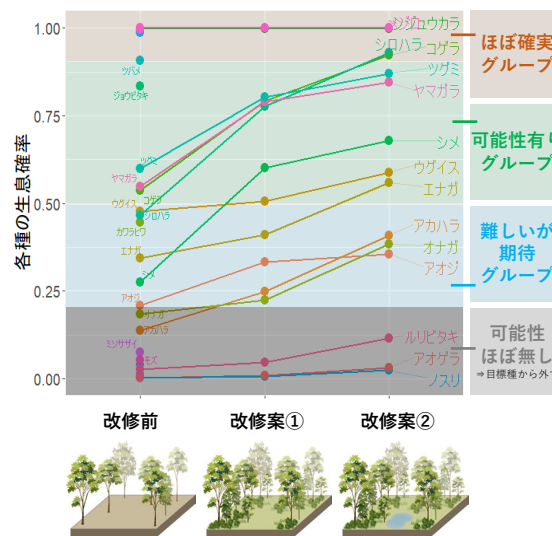 各種の生息確率
1.00
0.75
0.50
0.25
0.00
ツバメ
ジョウビタキ
ツグミ
ヤマガラ
コゲラ
ウグイス
シロハラ
カワラヒワ
エナガ
シメ
アオジ
オナガ
アカハラ
ミソサザイ
モズ
シジュウカラ
シロハラ
コゲラ
ツグミ
ヤマガラ
シメ
ウグイス
エナガ
アカハラ
オナガ
アオジ
ルリビタキ
アオゲラ
ノスリ
ほぼ確実
グループ
可能性有り
グループ
難しいが
期待
グループ
可能性
ほぼ無し
⇒目標種から外す
改修前
改修案①
改修案②